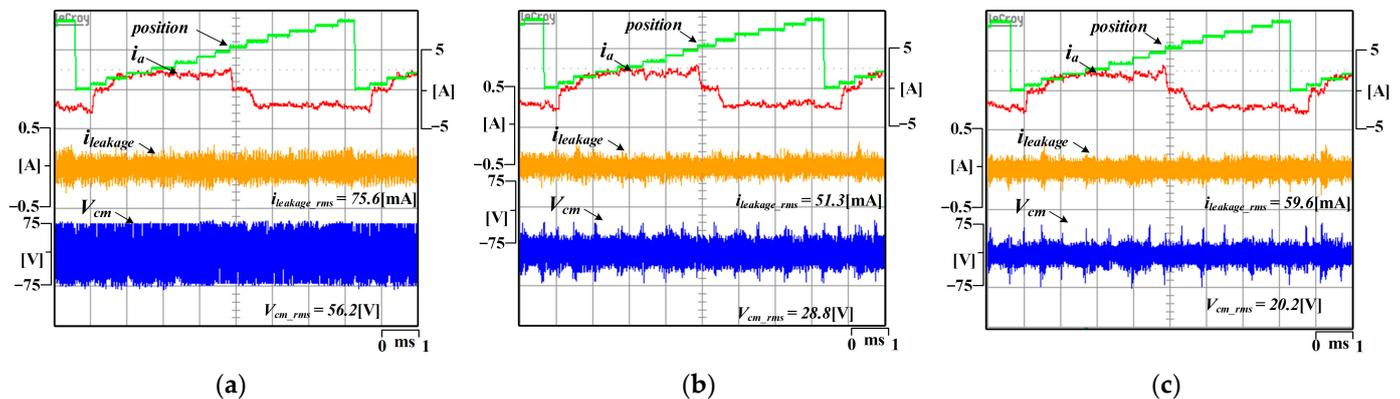 LeCroy
position
i_a
5
[A]
−5
0.5
i_leakage
[A]
−0.5
i_leakage_rms = 75.6[mA]
V_cm
75
[V]
−75
V_cm_rms = 56.2[V]
0 ms 1
(a)
position
i_a
5
0.5
[A]
[A]
−5
i_leakage
−0.5
75
i_leakage_rms = 51.3[mA]
V_cm
[V]
−75
V_cm_rms = 28.8[V]
0 ms 1
(b)
LeCroy
position
i_a
5
[A]
−5
0.5
i_leakage
[A]
−0.5
i_leakage_rms = 59.6[mA]
V_cm
75
[V]
−75
V_cm_rms = 20.2[V]
0 ms 1
(c)